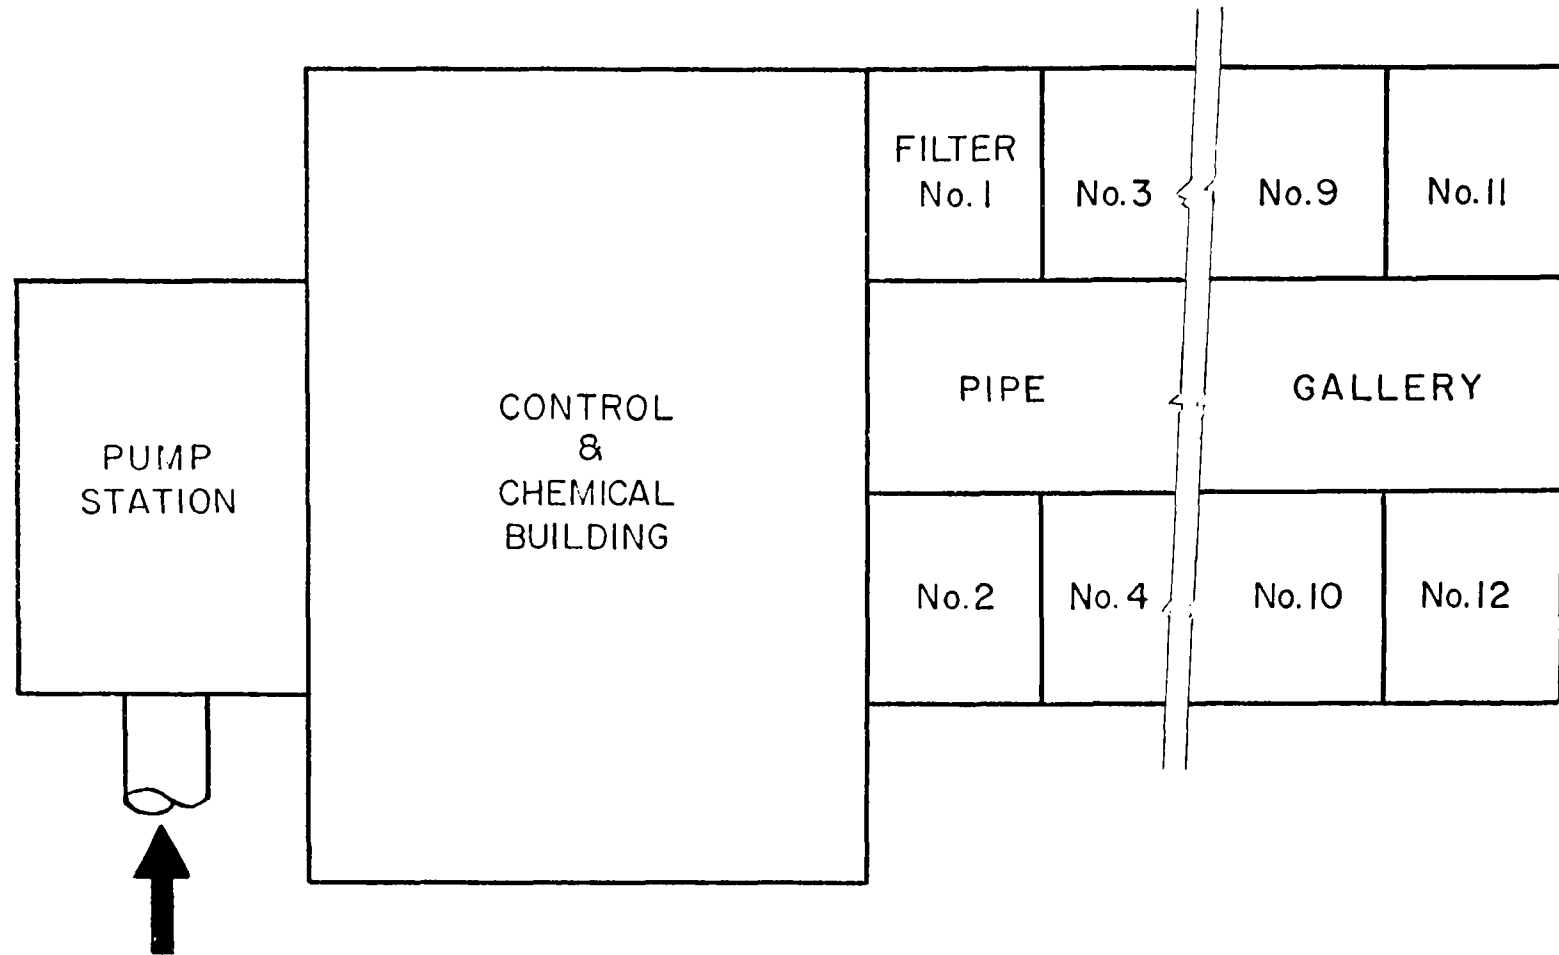 PUMP
STATION
CONTROL
&
CHEMICAL
BUILDING
FILTER
No.1
No.3
No.9
No.11
PIPE GALLERY
No.2
No.4
No.10
No.12